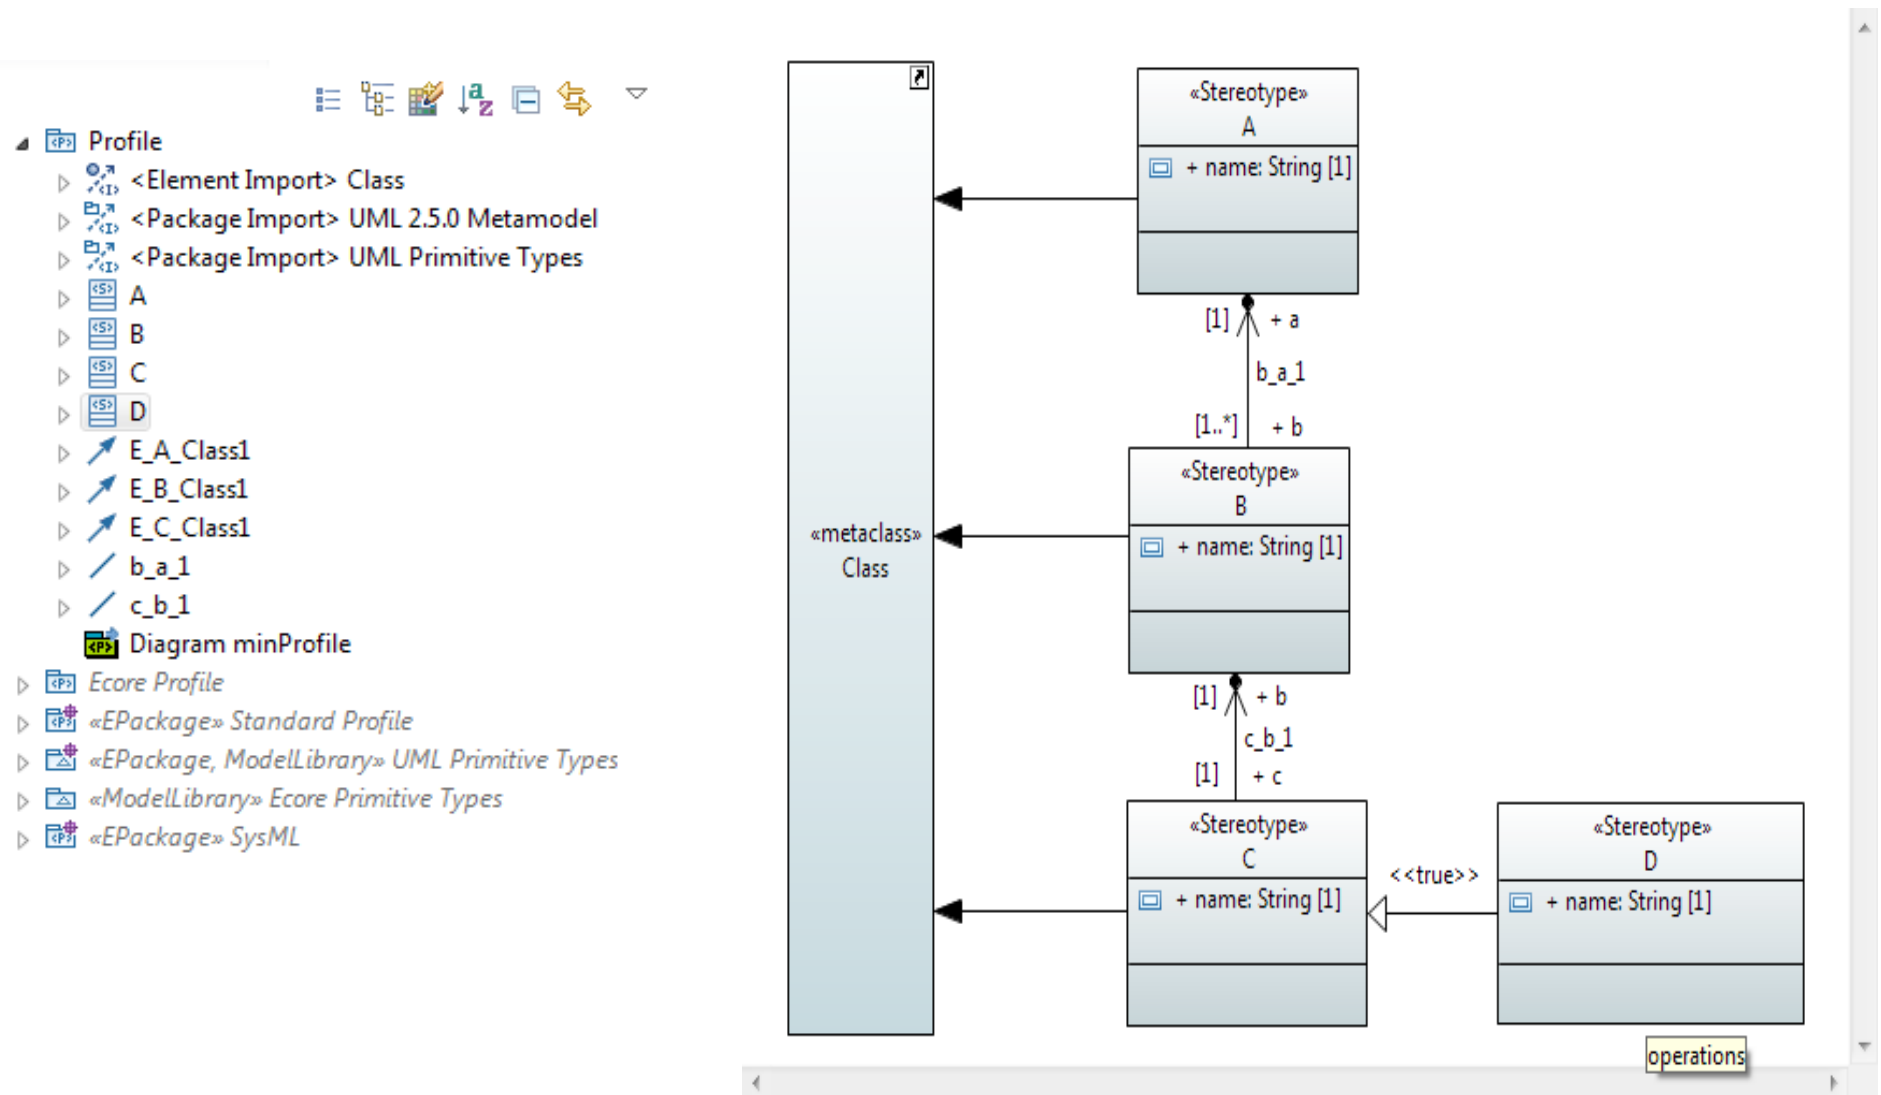 Profile
<Element Import> Class
<Package Import> UML 2.5.0 Metamodel
<Package Import> UML Primitive Types
A
B
C
D
E_A_Class1
E_B_Class1
E_C_Class1
b_a_1
c_b_1
Diagram minProfile
Ecore Profile
«EPackage» Standard Profile
«EPackage, ModelLibrary» UML Primitive Types
«ModelLibrary» Ecore Primitive Types
«EPackage» SysML
«metaclass»
Class
«Stereotype»
A
+ name: String [1]
[1] + a
b_a_1
[1..*] + b
«Stereotype»
B
+ name: String [1]
[1] + b
c_b_1
[1] + c
«Stereotype»
C
+ name: String [1]
<<true>>
«Stereotype»
D
+ name: String [1]
operations